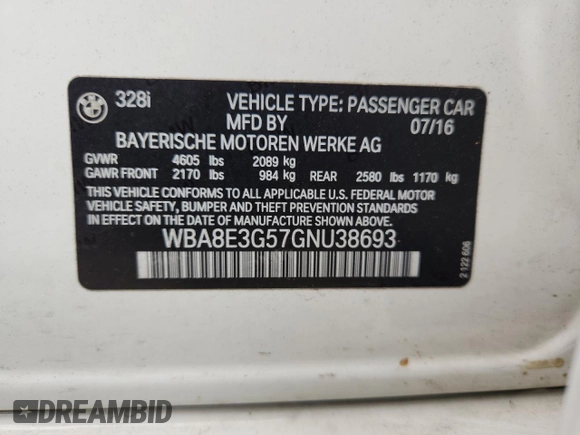 328i VEHICLE TYPE: PASSENGER CAR
MFD BY 07/16
BAYERISCHE MOTOREN WERKE AG
GVWR 4605 lbs 2089 kg
GAWR FRONT 2170 lbs 984 kg REAR 2580 lbs 1170 kg
THIS VEHICLE CONFORMS TO ALL APPLICABLE U.S. FEDERAL MOTOR
VEHICLE SAFETY, BUMPER AND THEFT PREVENTION STANDARDS
IN EFFECT ON THE DATE OF MANUFACTURE SHOWN ABOVE.
WBA8E3G57GNU38693
2 122 606
DREAMBID